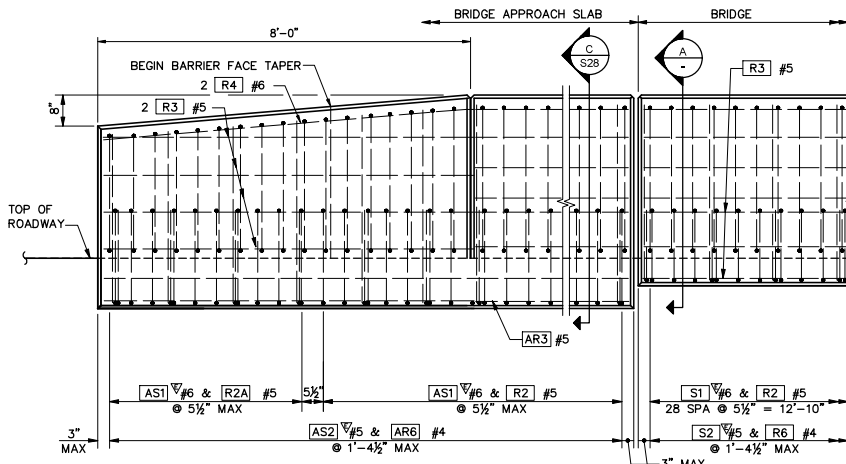 BRIDGE APPROACH SLAB
BRIDGE
8'-0"
C
S28
A
-
BEGIN BARRIER FACE TAPER
2 R4 #6
R3 #5
8"
2 R3 #5
TOP OF
ROADWAY
AR3 #5
AS1 E #6 & R2A #5
@ 5½" MAX
5½"
AS1 E #6 & R2 #5
@ 5½" MAX
S1 E #6 & R2 #5
28 SPA @ 5½" = 12'-10"
3"
MAX
AS2 E #5 & AR6 #4
@ 1'-4½" MAX
S2 E #5 & R6 #4
@ 1'-4½" MAX
3" MAX